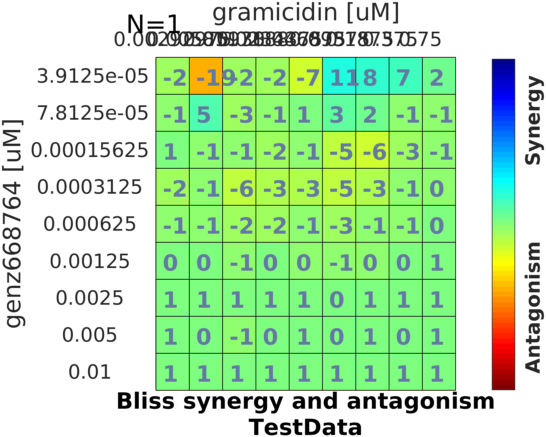 gramicidin [uM]
N=1
3.9125e-05 -2 -19 -2 -2 -7 11 8 7 2
7.8125e-05 -1 5 -3 -1 1 3 2 -1 -1
0.00015625 1 -1 -1 -2 -1 -5 -6 -3 -1
0.0003125 -2 -1 -6 -3 -3 -5 -3 -1 0
0.000625 -1 -1 -2 -2 -1 -3 -1 -1 0
0.00125 0 0 -1 0 0 -1 0 0 1
0.0025 1 1 1 1 0 1 1 1 1
0.005 1 0 -1 0 1 0 1 0 1
0.01 1 1 1 1 1 1 1 1 1
genz668764 [uM]
Synergy
Antagonism
Bliss synergy and antagonism
TestData